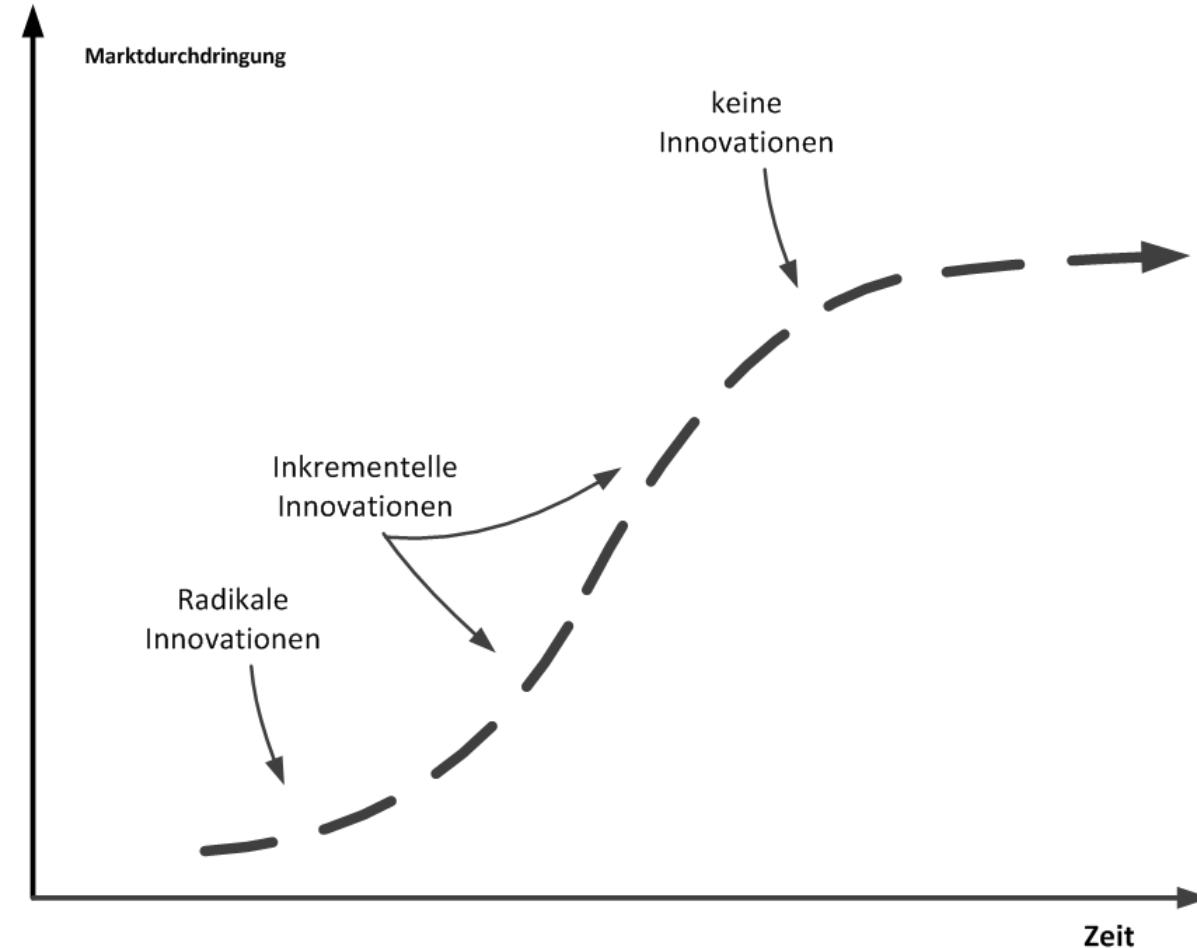 Marktdurchdringung
keine
Innovationen
Inkrementelle
Innovationen
Radikale
Innovationen
Zeit